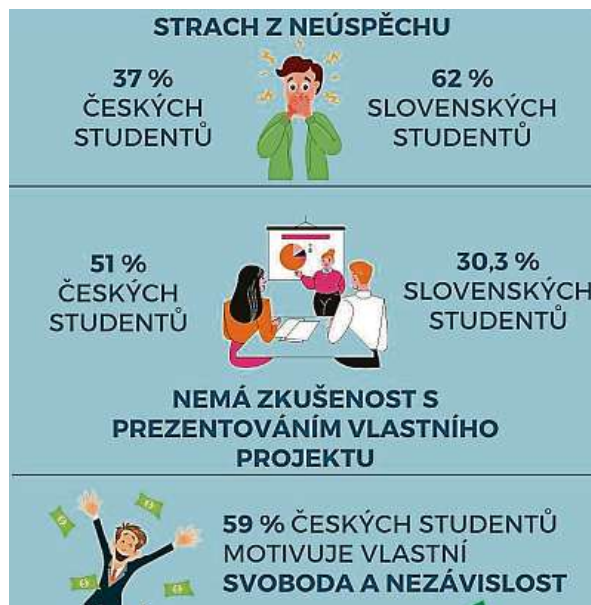 STRACH Z NEÚSPĚCHU
37 %
ČESKÝCH
STUDENTŮ
62 %
SLOVENSKÝCH
STUDENTŮ
51 %
ČESKÝCH
STUDENTŮ
30,3 %
SLOVENSKÝCH
STUDENTŮ
NEMÁ ZKUŠENOST S
PREZENTOVÁNÍM VLASTNÍHO
PROJEKTU
59 % ČESKÝCH STUDENTŮ
MOTIVUJE VLASTNÍ
SVOBODA A NEZÁVISLOST